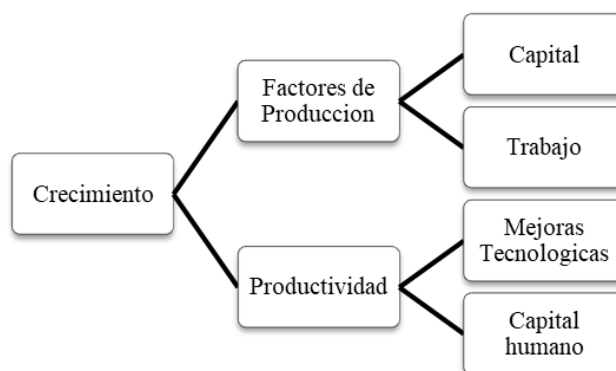 Crecimiento
Factores de
Produccion
Capital
Trabajo
Productividad
Mejoras
Tecnologicas
Capital
humano